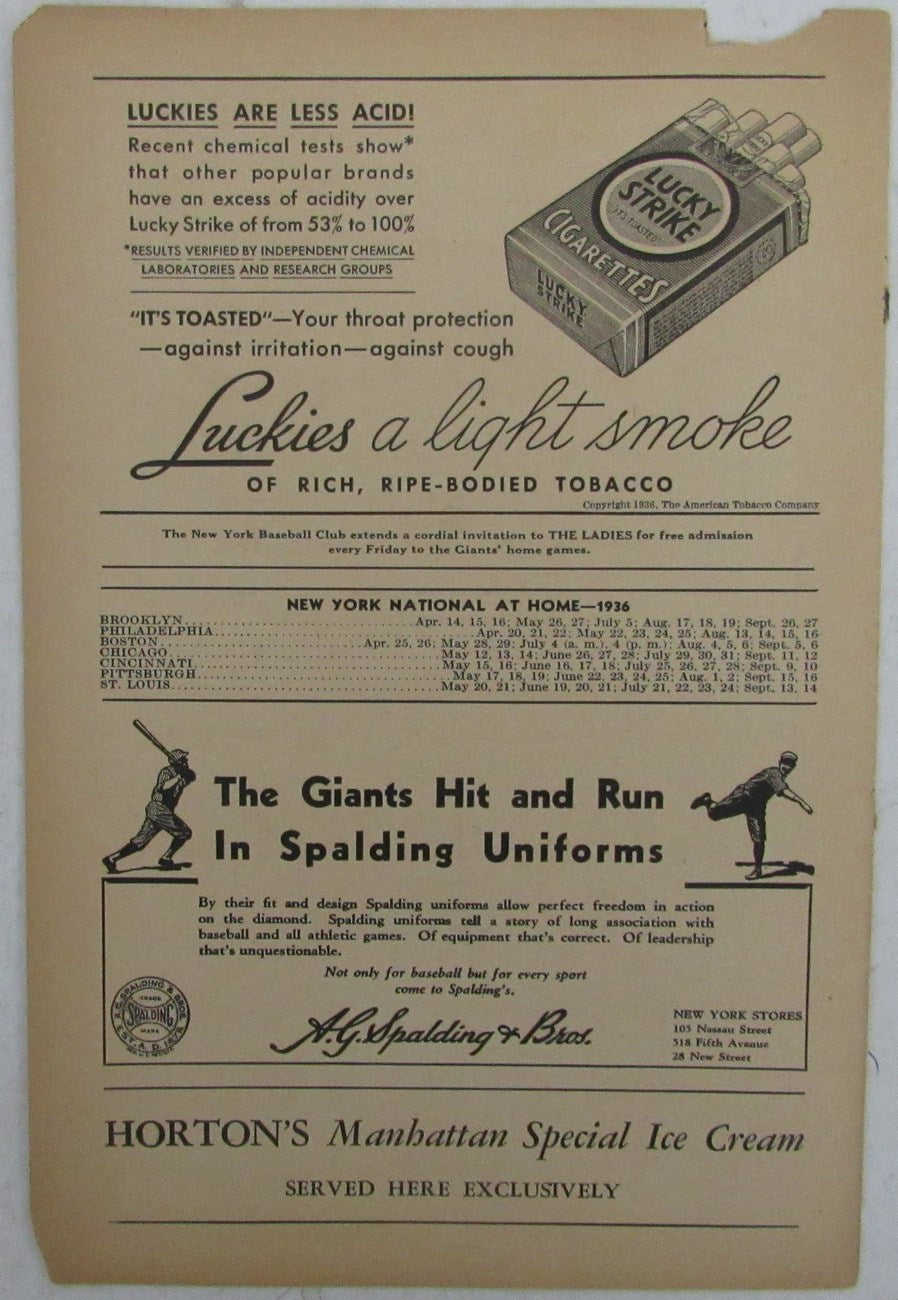 LUCKIES ARE LESS ACID!
Recent chemical tests show*
that other popular brands
have an excess of acidity over
Lucky Strike of from 53% to 100%
*RESULTS VERIFIED BY INDEPENDENT CHEMICAL
LABORATORIES AND RESEARCH GROUPS
LUCKY
STRIKE
"IT'S TOASTED"
CIGARETTES
LUCKY
STRIKE
"IT'S TOASTED"—Your throat protection
—against irritation—against cough
Luckies a light smoke
OF RICH, RIPE-BODIED TOBACCO
Copyright 1936, The American Tobacco Company
The New York Baseball Club extends a cordial invitation to THE LADIES for free admission
every Friday to the Giants' home games.
NEW YORK NATIONAL AT HOME—1936
BROOKLYN Apr. 14, 15, 16; May 26, 27; July 5; Aug. 17, 18, 19; Sept. 26, 27
PHILADELPHIA Apr. 20, 21, 22; May 22, 23, 24, 25; Aug. 13, 14, 15, 16
BOSTON Apr. 25, 26; May 28, 29; July 4 (a. m.), 4 (p. m.); Aug. 4, 5, 6; Sept. 5, 6
CHICAGO May 12, 13, 14; June 26, 27, 28; July 29, 30, 31; Sept. 11, 12
CINCINNATI May 15, 16; June 16, 17, 18; July 25, 26, 27, 28; Sept. 9, 10
PITTSBURGH May 17, 18, 19; June 22, 23, 24, 25; Aug. 1, 2; Sept. 15, 16
ST. LOUIS May 20, 21; June 19, 20, 21; July 21, 22, 23, 24; Sept. 13, 14
The Giants Hit and Run
In Spalding Uniforms
By their fit and design Spalding uniforms allow perfect freedom in action
on the diamond. Spalding uniforms tell a story of long association with
baseball and all athletic games. Of equipment that's correct. Of leadership
that's unquestionable.
Not only for baseball but for every sport
come to Spalding's.
A.G. SPALDING & BROS.
TRADE
SPALDING
MARK
EST. A.D. 1876
A.G. Spalding & Bros.
NEW YORK STORES
105 Nassau Street
518 Fifth Avenue
28 New Street
HORTON'S Manhattan Special Ice Cream
SERVED HERE EXCLUSIVELY